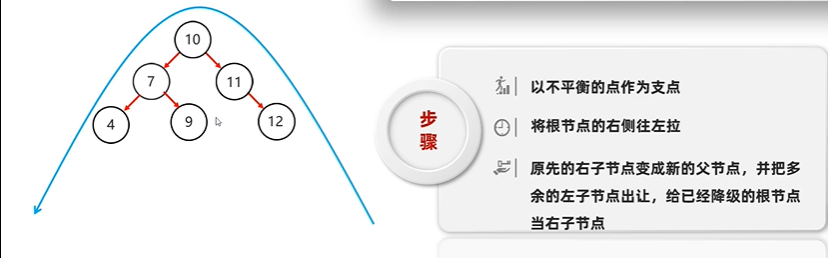 10
7
11
4
9
12
步
骤
以不平衡的点作为支点
将根节点的右侧往左拉
原先的右子节点变成新的父节点，并把多
余的左子节点出让，给已经降级的根节点
当右子节点